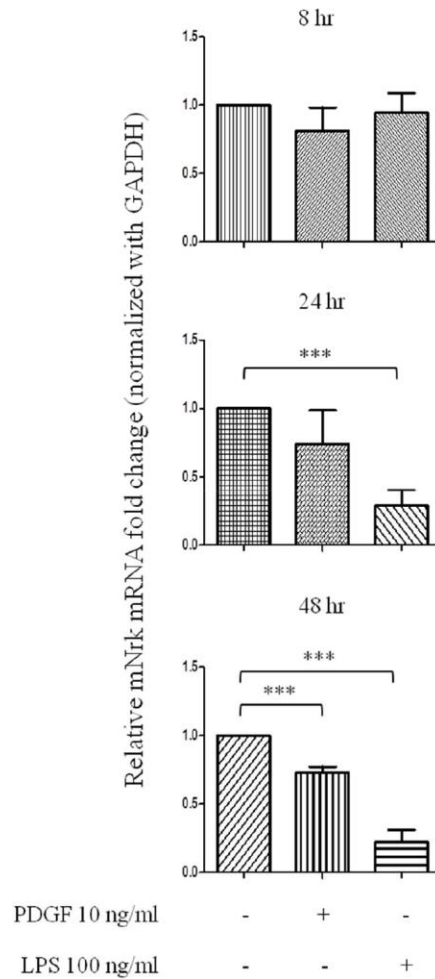 Relative mNrk mRNA fold change (normalized with GAPDH)
8 hr
1.5
1.0
0.5
0.0
24 hr
1.5
***
1.0
0.5
0.0
48 hr
1.5
***
***
1.0
0.5
0.0
PDGF 10 ng/ml - + -
LPS 100 ng/ml - - +